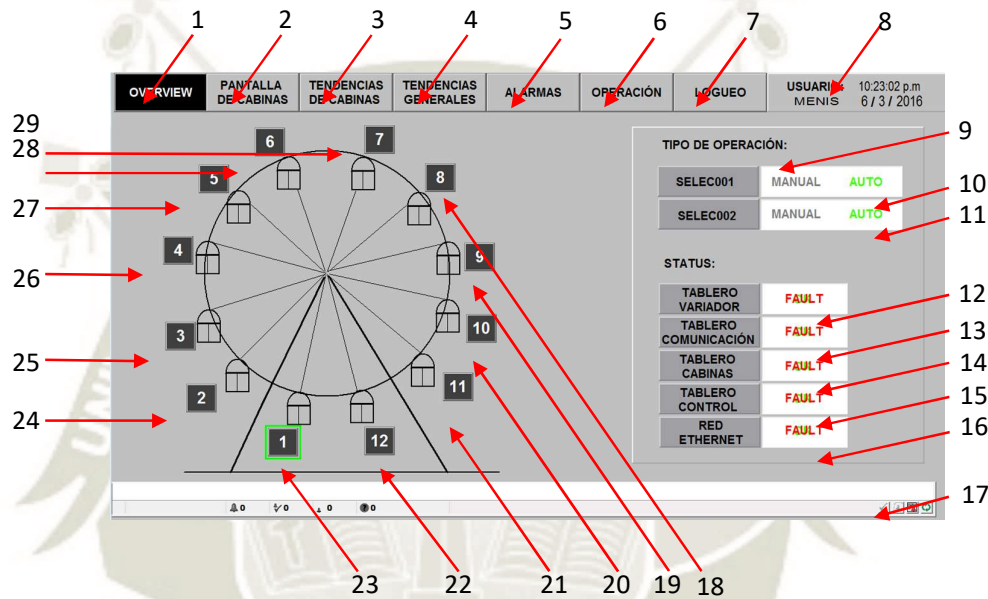 1 2 3 4 5 6 7 8
OVERVIEW
PANTALLA
DE CABINAS
TENDENCIAS
DE CABINAS
TENDENCIAS
GENERALES
ALARMAS
OPERACIÓN
LOGUEO
USUARIO:
MENIS
10:23:02 p.m
6 / 3 / 2016
29
28
27
26
25
24
6
7
5
8
4
9
3
10
2
11
1
12
TIPO DE OPERACIÓN:
SELEC001 MANUAL AUTO
SELEC002 MANUAL AUTO
STATUS:
TABLERO
VARIADOR
FAULT
TABLERO
COMUNICACIÓN
FAULT
TABLERO
CABINAS
FAULT
TABLERO
CONTROL
FAULT
RED
ETHERNET
FAULT
9
10
11
12
13
14
15
16
17
0 0 0 0
23 22 21 20 19 18